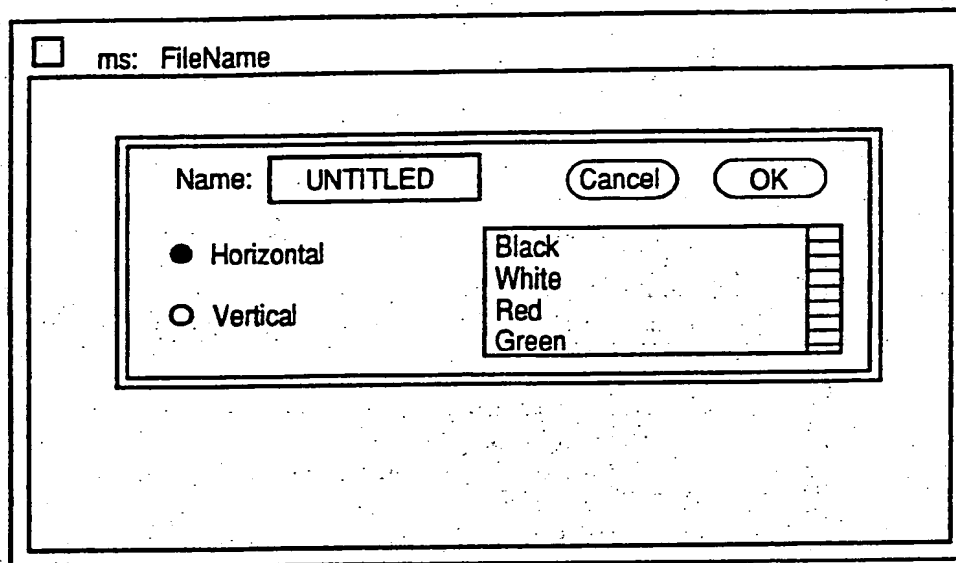 ms: FileName
Name: UNTITLED Cancel OK
Horizontal
Vertical
Black
White
Red
Green